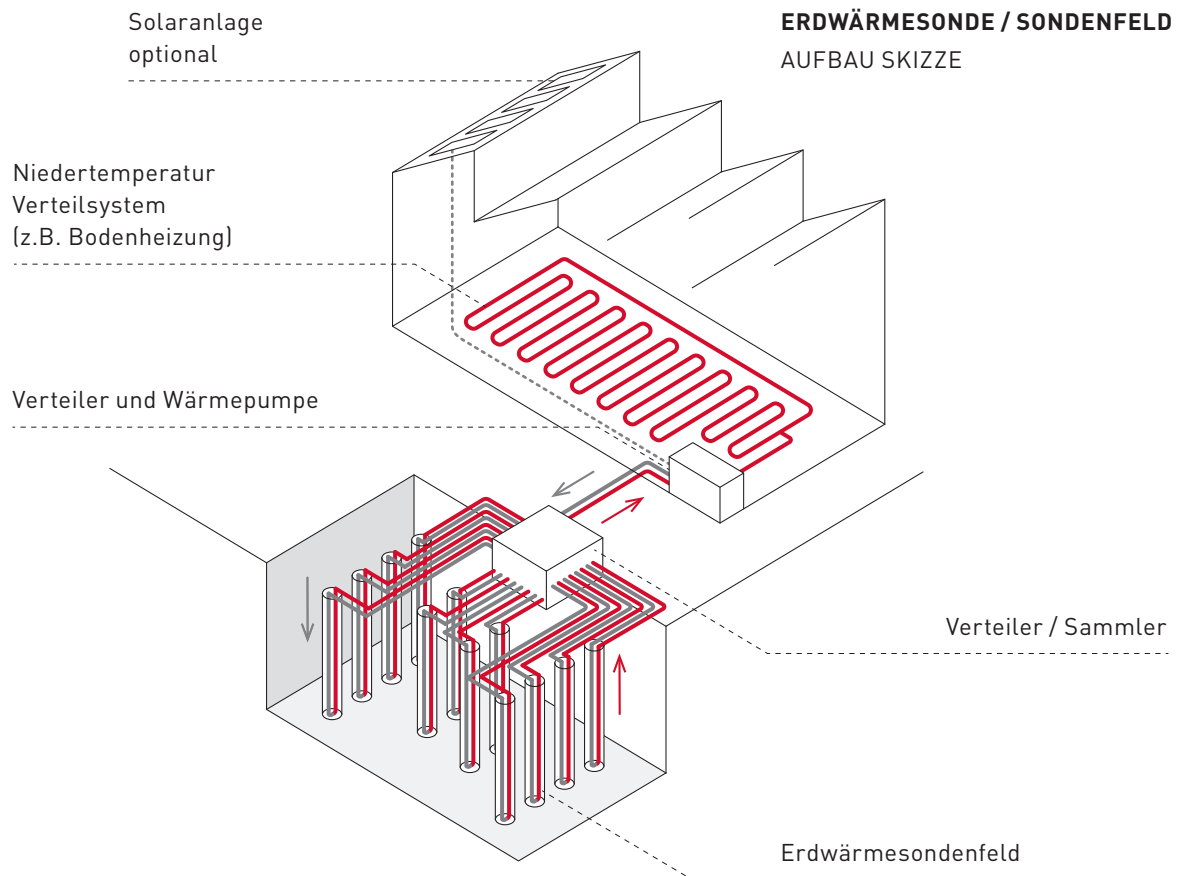 Solaranlage
optional
ERDWÄRMESONDE / SONDENFELD
AUFBAU SKIZZE
Niedertemperatur
Verteilsystem
(z.B. Bodenheizung)
Verteiler und Wärmepumpe
Verteiler / Sammler
Erdwärmesondenfeld